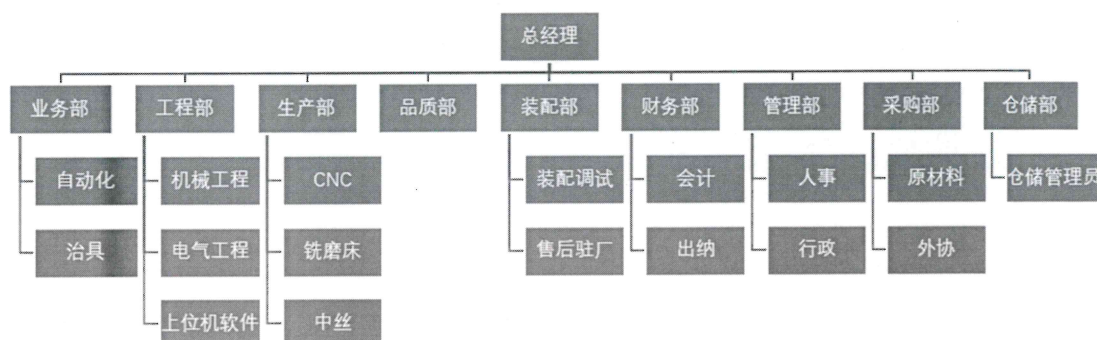 总经理
业务部 工程部 生产部 品质部 装配部 财务部 管理部 采购部 仓储部
自动化 机械工程 CNC 装配调试 会计 人事 原材料 仓储管理员
治具 电气工程 铣磨床 售后驻厂 出纳 行政 外协
上位机软件 中丝